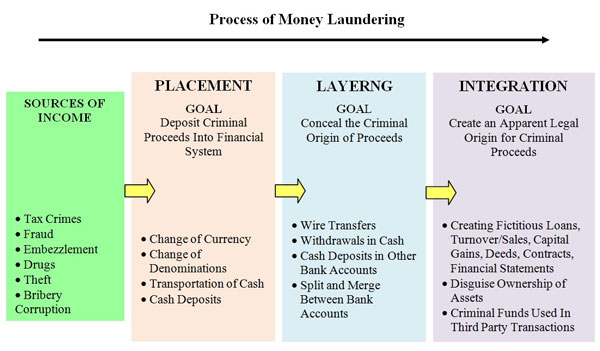 Process of Money Laundering
SOURCES OF
INCOME
• Tax Crimes
• Fraud
• Embezzlement
• Drugs
• Theft
• Bribery
Corruption
PLACEMENT
GOAL
Deposit Criminal
Proceeds Into Financial
System
• Change of Currency
• Change of
Denominations
• Transportation of Cash
• Cash Deposits
LAYERNG
GOAL
Conceal the Criminal
Origin of Proceeds
• Wire Transfers
• Withdrawals in Cash
• Cash Deposits in Other
Bank Accounts
• Split and Merge
Between Bank
Accounts
INTEGRATION
GOAL
Create an Apparent Legal
Origin for Criminal
Proceeds
• Creating Fictitious Loans,
Turnover/Sales, Capital
Gains, Deeds, Contracts,
Financial Statements
• Disguise Ownership of
Assets
• Criminal Funds Used In
Third Party Transactions